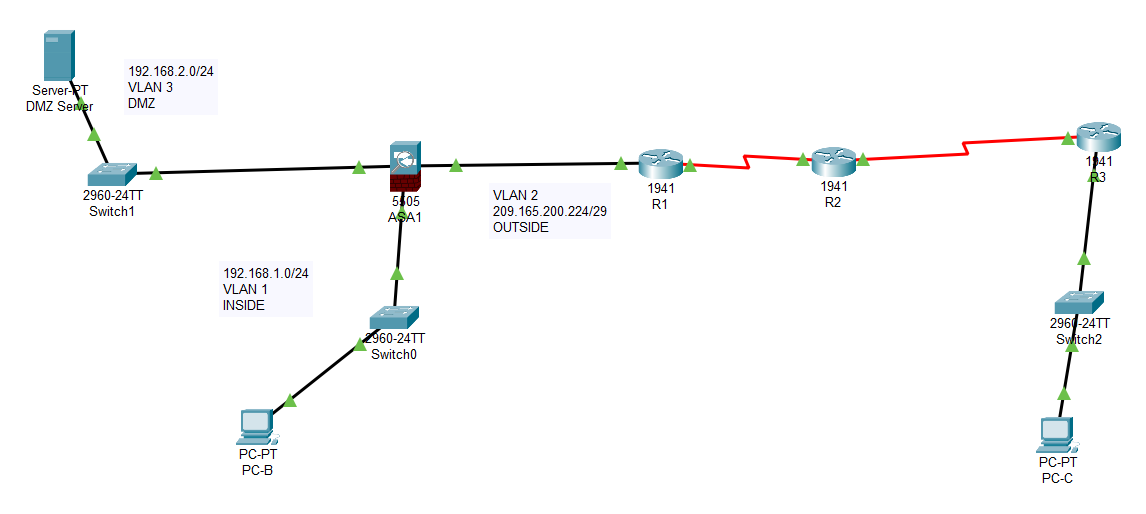 Server-PT
DMZ Server
192.168.2.0/24
VLAN 3
DMZ
2960-24TT
Switch1
5505
ASA1
VLAN 2
209.165.200.224/29
OUTSIDE
1941
R1
1941
R2
1941
R3
192.168.1.0/24
VLAN 1
INSIDE
2960-24TT
Switch0
2960-24TT
Switch2
PC-PT
PC-B
PC-PT
PC-C